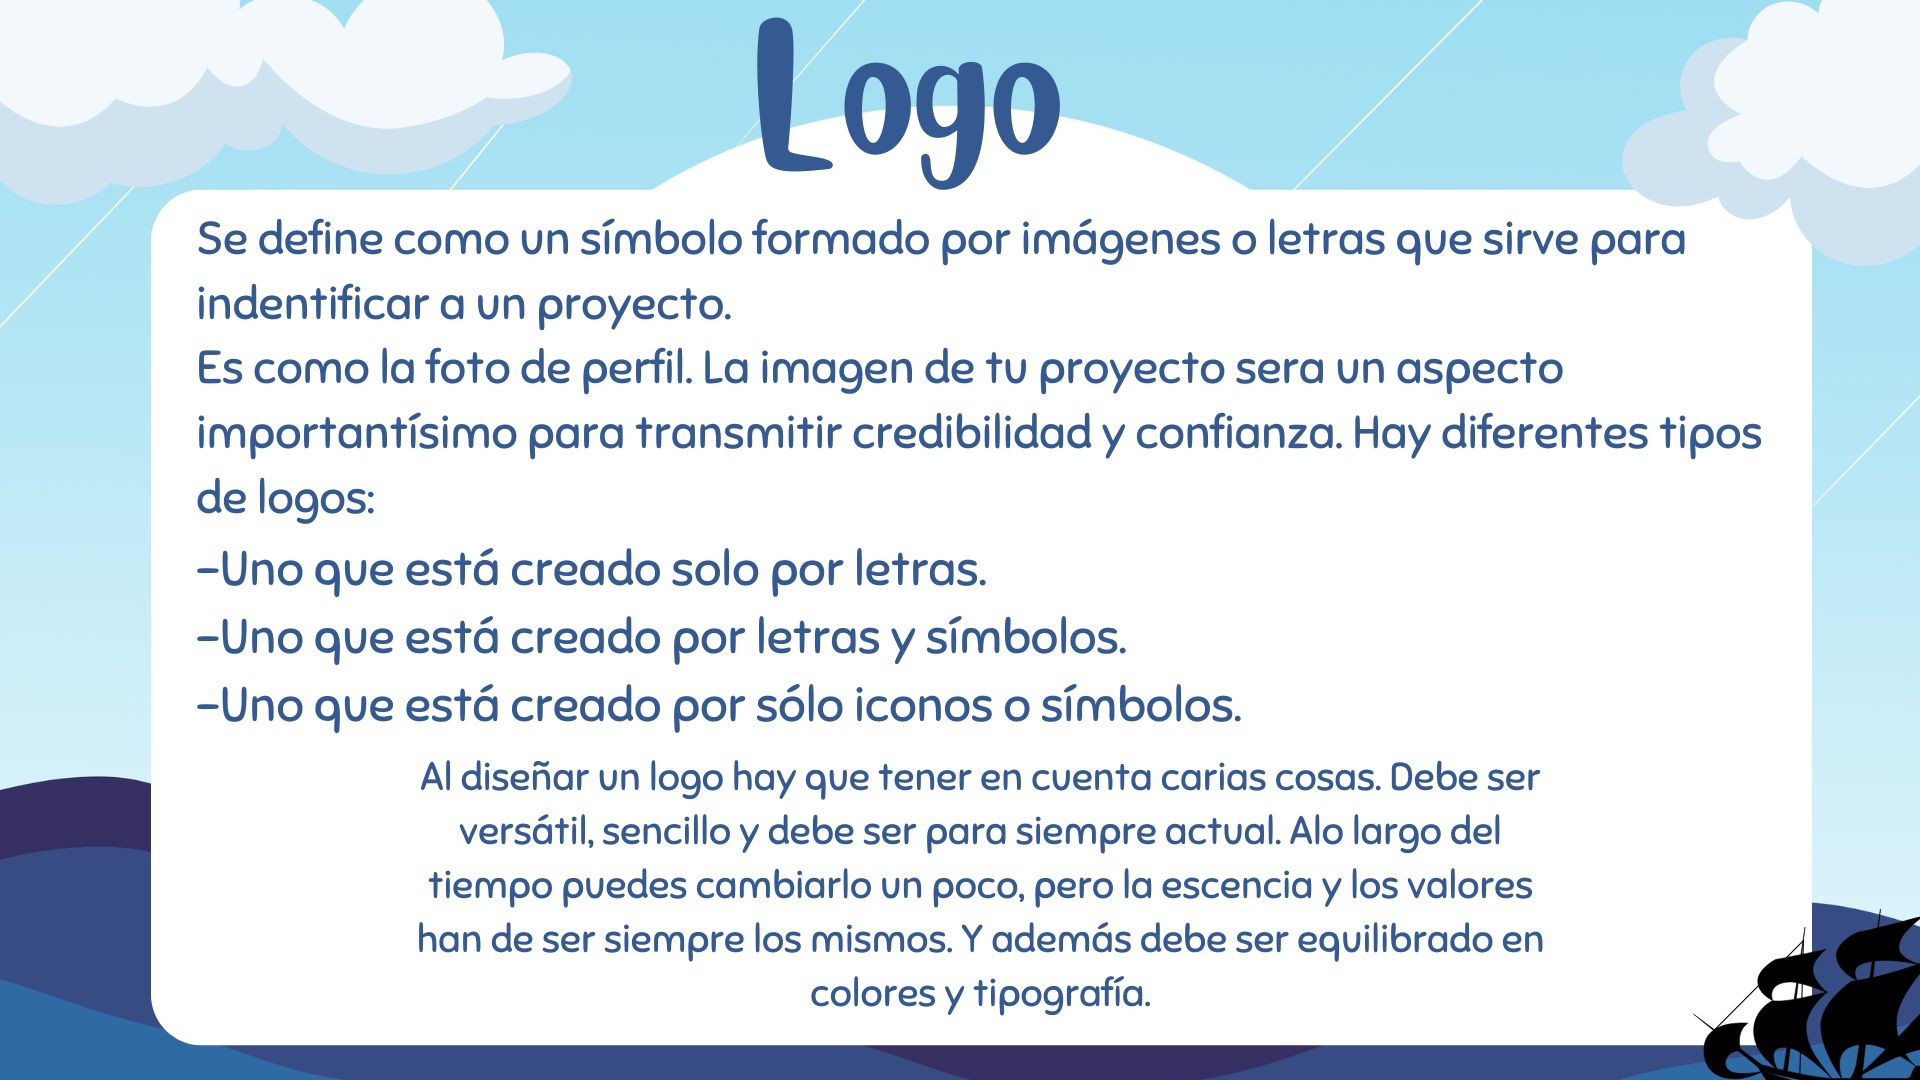 Logo
Se define como un símbolo formado por imágenes o letras que sirve para
indentificar a un proyecto.
Es como la foto de perfil. La imagen de tu proyecto sera un aspecto
importantísimo para transmitir credibilidad y confianza. Hay diferentes tipos
de logos:
-Uno que está creado solo por letras.
-Uno que está creado por letras y símbolos.
-Uno que está creado por sólo iconos o símbolos.
Al diseñar un logo hay que tener en cuenta carias cosas. Debe ser
versátil, sencillo y debe ser para siempre actual. Alo largo del
tiempo puedes cambiarlo un poco, pero la escencia y los valores
han de ser siempre los mismos. Y además debe ser equilibrado en
colores y tipografía.